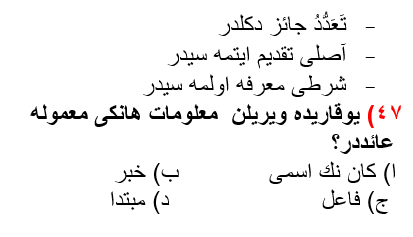 - تَعَدُّدُ جائز دكلدر
- آصلى تقديم ايتمه سيدر
- شرطى معرفه اولمه سيدر
٤٧) يوقاريده ويريلن معلومات هانكى معموله
عائددر؟
ا) كان نك اسمى ب) خبر
ج) فاعل د) مبتدا